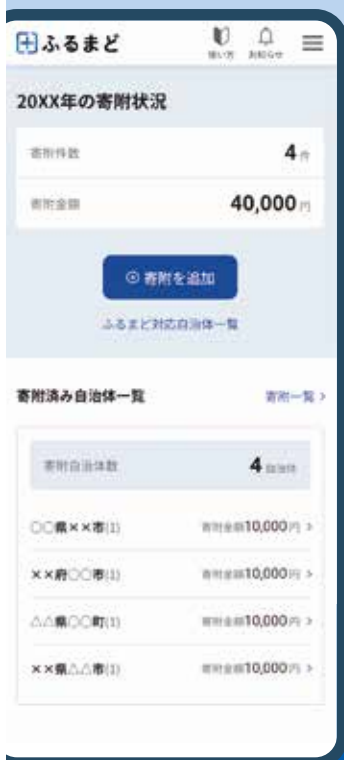 ふるまど
使い方 お知らせ
20XX年の寄附状況
寄附件数 4件
寄附金額 40,000円
寄附を追加
ふるまど対応自治体一覧
寄附済み自治体一覧 寄附一覧 >
寄附自治体数 4自治体
〇〇県××市(1) 寄附金額10,000円 >
××府〇〇市(1) 寄附金額10,000円 >
△△県〇〇町(1) 寄附金額10,000円 >
××県△△市(1) 寄附金額10,000円 >